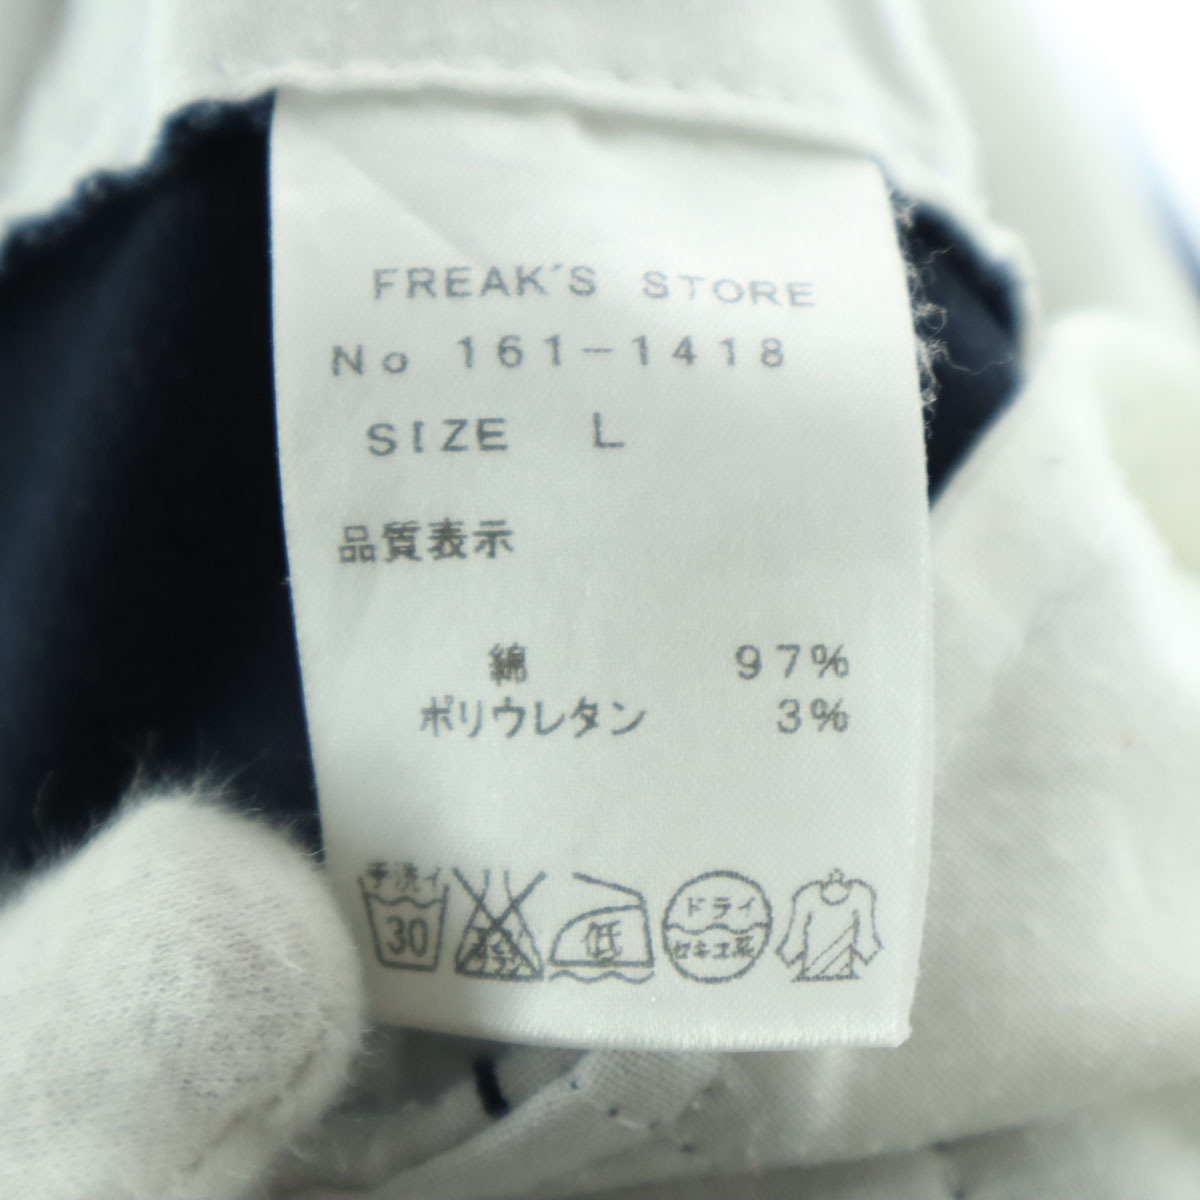 FREAK'S STORE
No 161-1418
SIZE L
品質表示
綿 97%
ポリウレタン 3%
手洗イ
30
低
ドライ
セキユ系